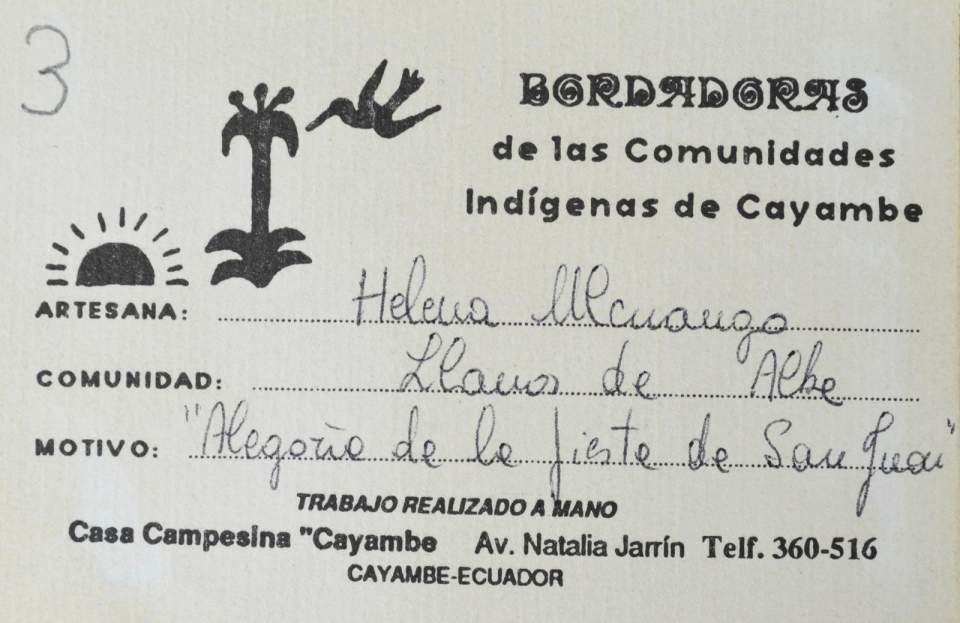 3
BORDADORAS
de las Comunidades
Indígenas de Cayambe
ARTESANA: Helena Ulcuango
COMUNIDAD: Llanos de Alba
MOTIVO: "Alegoría de la fiesta de San Juan"
TRABAJO REALIZADO A MANO
Casa Campesina "Cayambe Av. Natalia Jarrín Telf. 360-516
CAYAMBE-ECUADOR